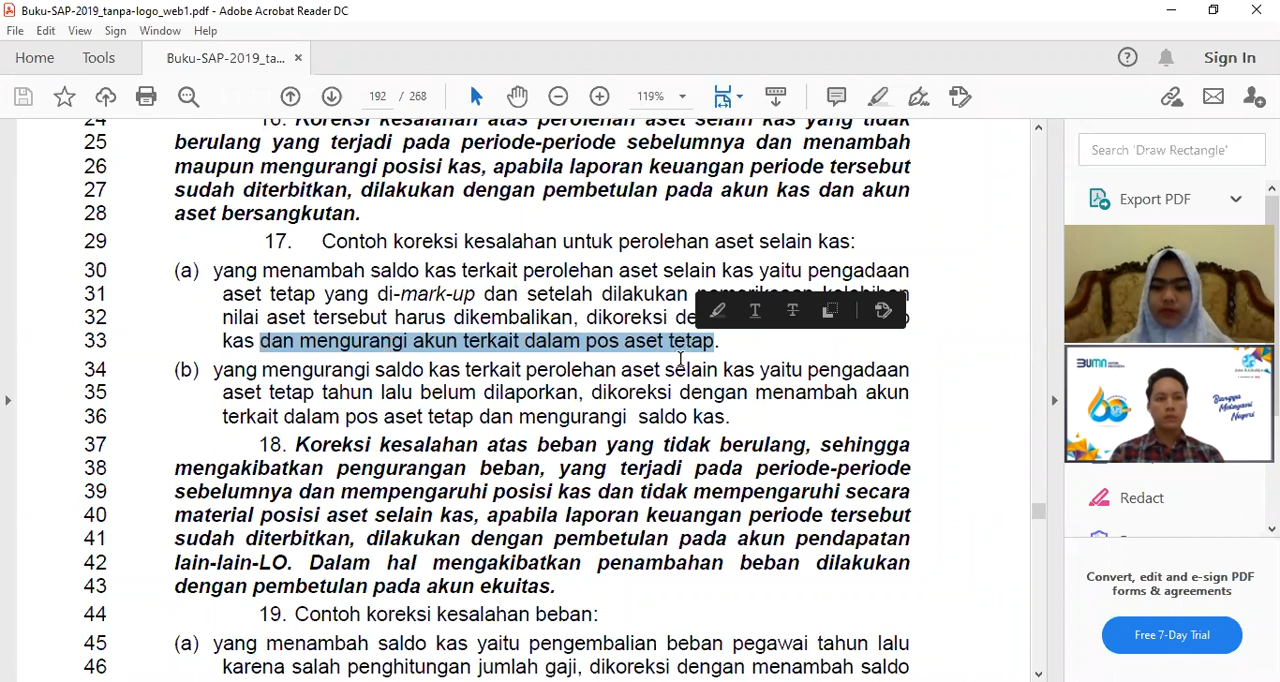 Buku-SAP-2019_tanpa-logo_web1.pdf - Adobe Acrobat Reader DC
File Edit View Sign Window Help
Home Tools Buku-SAP-2019_ta... × Sign In
192 / 268 119%
24 16. Koreksi kesalahan atas perolehan aset selain kas yang tidak
25 berulang yang terjadi pada periode-periode sebelumnya dan menambah
26 maupun mengurangi posisi kas, apabila laporan keuangan periode tersebut
27 sudah diterbitkan, dilakukan dengan pembetulan pada akun kas dan akun
28 aset bersangkutan.
29 17. Contoh koreksi kesalahan untuk perolehan aset selain kas:
30 (a) yang menambah saldo kas terkait perolehan aset selain kas yaitu pengadaan
31 aset tetap yang di-mark-up dan setelah dilakukan pemeriksaan kelebihan
32 nilai aset tersebut harus dikembalikan, dikoreksi
33 kas dan mengurangi akun terkait dalam pos aset tetap.
34 (b) yang mengurangi saldo kas terkait perolehan aset selain kas yaitu pengadaan
35 aset tetap tahun lalu belum dilaporkan, dikoreksi dengan menambah akun
36 terkait dalam pos aset tetap dan mengurangi saldo kas.
37 18. Koreksi kesalahan atas beban yang tidak berulang, sehingga
38 mengakibatkan pengurangan beban, yang terjadi pada periode-periode
39 sebelumnya dan mempengaruhi posisi kas dan tidak mempengaruhi secara
40 material posisi aset selain kas, apabila laporan keuangan periode tersebut
41 sudah diterbitkan, dilakukan dengan pembetulan pada akun pendapatan
42 lain-lain-LO. Dalam hal mengakibatkan penambahan beban dilakukan
43 dengan pembetulan pada akun ekuitas.
44 19. Contoh koreksi kesalahan beban:
45 (a) yang menambah saldo kas yaitu pengembalian beban pegawai tahun lalu
46 karena salah penghitungan jumlah gaji, dikoreksi dengan menambah saldo
Search 'Draw Rectangle'
Export PDF
BUMN
60
Bangga
Melayani
Negeri
Redact
Convert, edit and e-sign PDF
forms & agreements
Free 7-Day Trial